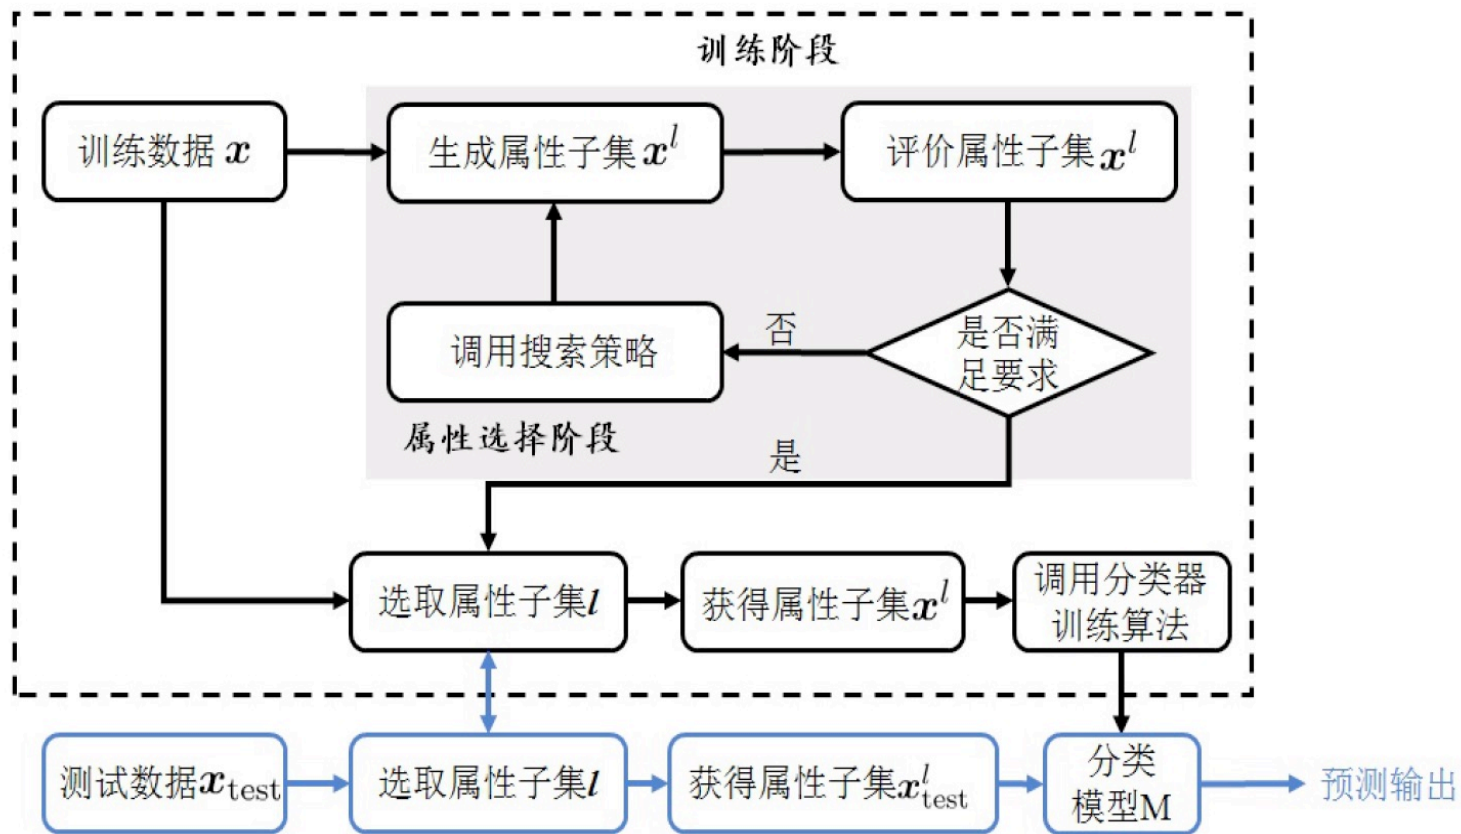 训练阶段
训练数据 x
生成属性子集 x^l
评价属性子集 x^l
调用搜索策略
否
是否满
足要求
属性选择阶段
是
选取属性子集 l
获得属性子集 x^l
调用分类器
训练算法
测试数据 x_test
选取属性子集 l
获得属性子集 x^l_test
分类
模型M
预测输出